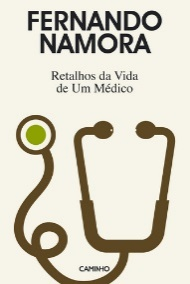 FERNANDO
NAMORA
Retalhos da Vida
de Um Médico
CAMINHO